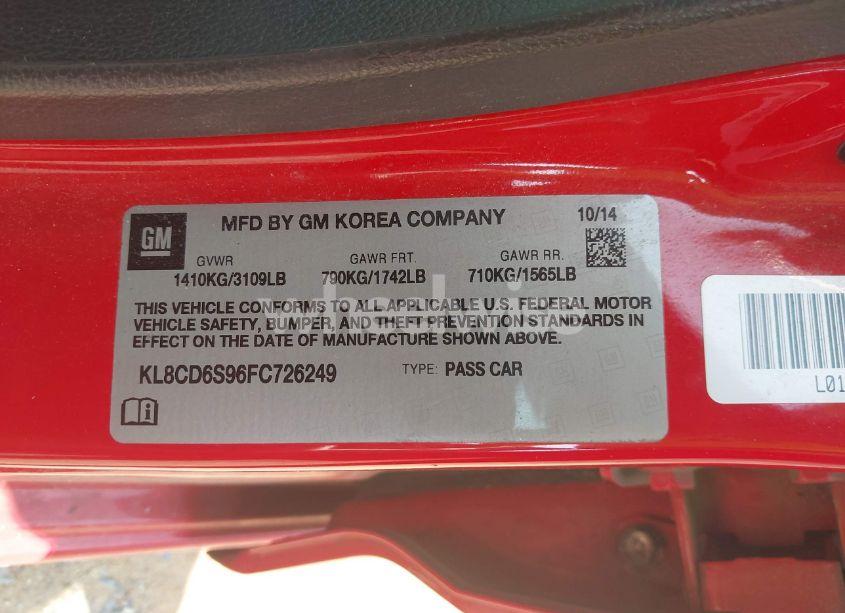 GM
MFD BY GM KOREA COMPANY
10/14
GVWR GAWR FRT. GAWR RR.
1410KG/3109LB 790KG/1742LB 710KG/1565LB
THIS VEHICLE CONFORMS TO ALL APPLICABLE U.S. FEDERAL MOTOR
VEHICLE SAFETY, BUMPER, AND THEFT PREVENTION STANDARDS IN
EFFECT ON THE DATE OF MANUFACTURE SHOWN ABOVE.
KL8CD6S96FC726249 TYPE: PASS CAR
L01